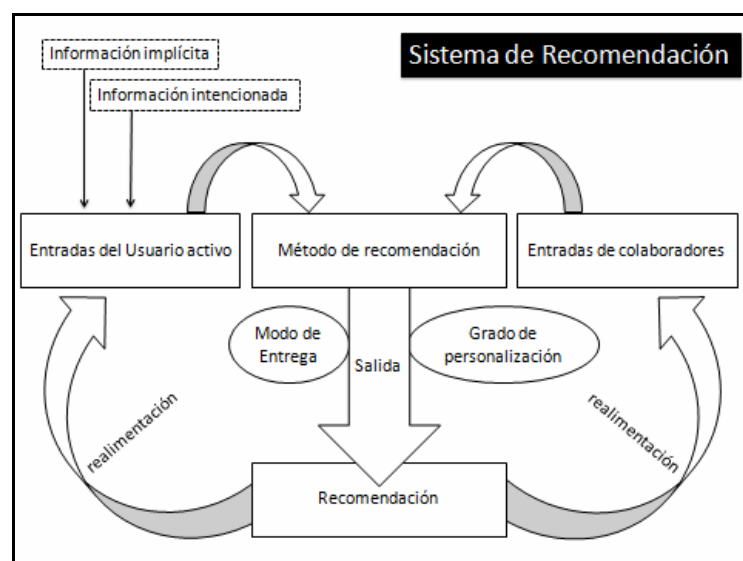 Sistema de Recomendación
Información implícita
Información intencionada
Entradas del Usuario activo
Método de recomendación
Entradas de colaboradores
Modo de
Entrega
Salida
Grado de
personalización
realimentación
realimentación
Recomendación